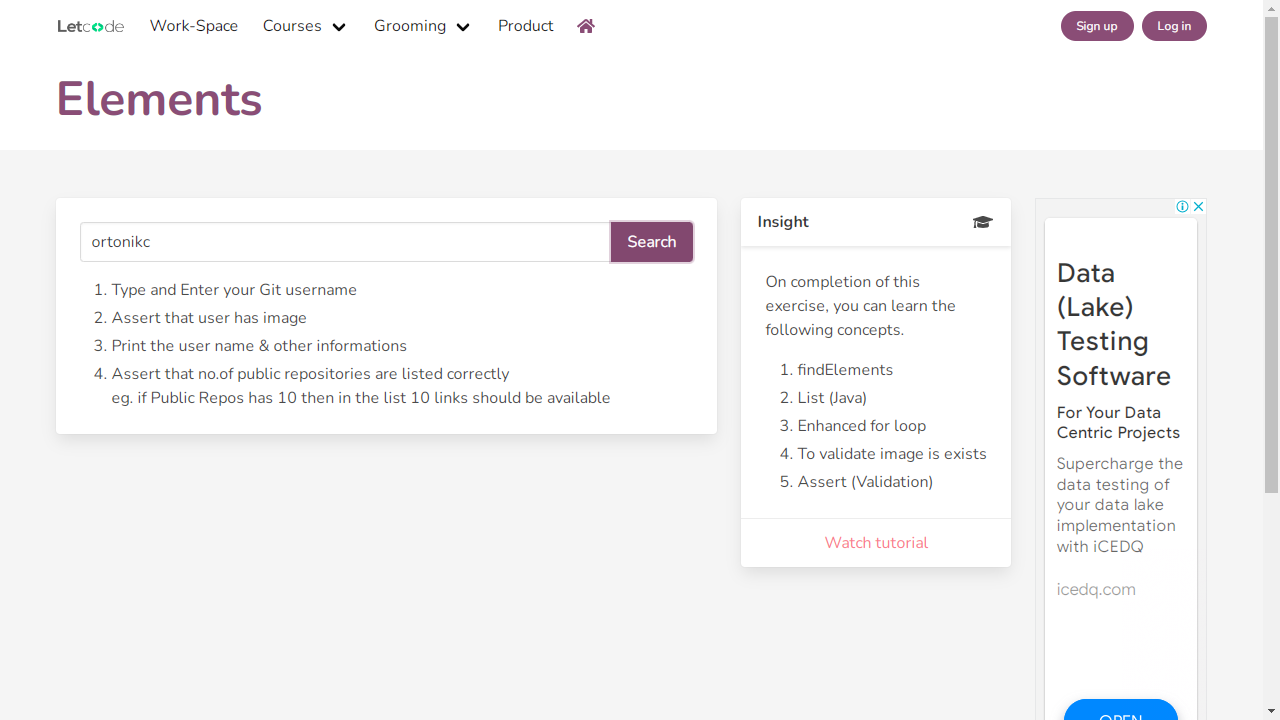 Letcode Work-Space Courses Grooming Product Sign up Log in
Elements
ortonikc Search
1. Type and Enter your Git username
2. Assert that user has image
3. Print the user name & other informations
4. Assert that no.of public repositories are listed correctly
eg. if Public Repos has 10 then in the list 10 links should be available
Insight
On completion of this
exercise, you can learn the
following concepts.
1. findElements
2. List (Java)
3. Enhanced for loop
4. To validate image is exists
5. Assert (Validation)
Watch tutorial
Data
(Lake)
Testing
Software
For Your Data
Centric Projects
Supercharge the
data testing of
your data lake
implementation
with iCEDQ
icedq.com
OPEN